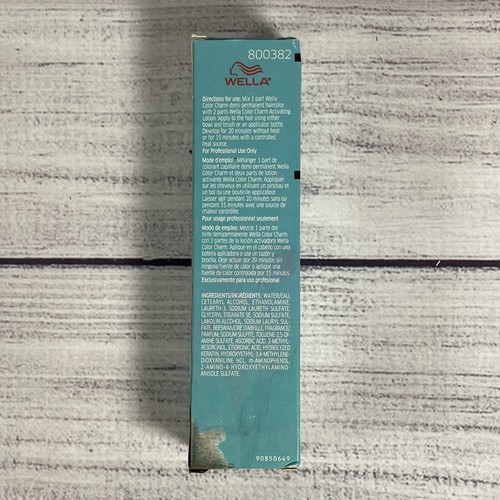 800382
WELLA®
Directions for use: Mix 1 part Wella
Color Charm demi-permanent haircolor
with 2 parts Wella Color Charm Activating
Lotion. Apply to the hair using either
bowl and brush or an applicator bottle.
Develop for 20 minutes without heat
or for 15 minutes with a controlled
heat source.
For Professional Use Only
Mode d'emploi : Mélanger 1 part de
colorant capillaire demi-permanent Wella
Color Charm et deux parts de lotion
activante Wella Color Charm. Appliquer
sur les cheveux en utilisant un pinceau et
un bol ou une bouteille-applicateur.
Laisser agir pendant 20 minutes sans ou
pendant 15 minutes avec une source de
chaleur contrôlée.
Pour usage professionnel seulement
Modo de empleo: Mezcle 1 parte del
tinte demipermanente Wella Color Charm
con 2 partes de la loción activadora Wella
Color Charm. Aplique en el cabello con una
botella aplicadora o use un tazón y
brocha. Deje actuar por 20 minutos sin
ninguna fuente de calor o aplique una
fuente de calor controlada por 15 minutos.
Exclusivamente para uso profesional
INGREDIENTS/INGRÉDIENTS: WATER/EAU,
CETEARYL ALCOHOL, ETHANOLAMINE,
LAURETH-3, SODIUM LAURETH SULFATE,
GLYCERYL STEARATE SE, SODIUM SULFATE,
LANOLIN ALCOHOL, SODIUM LAURYL SUL-
FATE, BEESWAX/CIRE D'ABEILLE, FRAGRANCE/
PARFUM, SODIUM SULFITE, TOLUENE-2,5-DI-
AMINE SULFATE, ASCORBIC ACID, 2-METHYL-
RESORCINOL, ETIDRONIC ACID, HYDROLYZED
KERATIN, HYDROXYETHYL-3,4-METHYLENE-
DIOXYANILINE HCL, m-AMINOPHENOL,
2-AMINO-4-HYDROXYETHYLAMINO-
ANISOLE SULFATE.
90850649